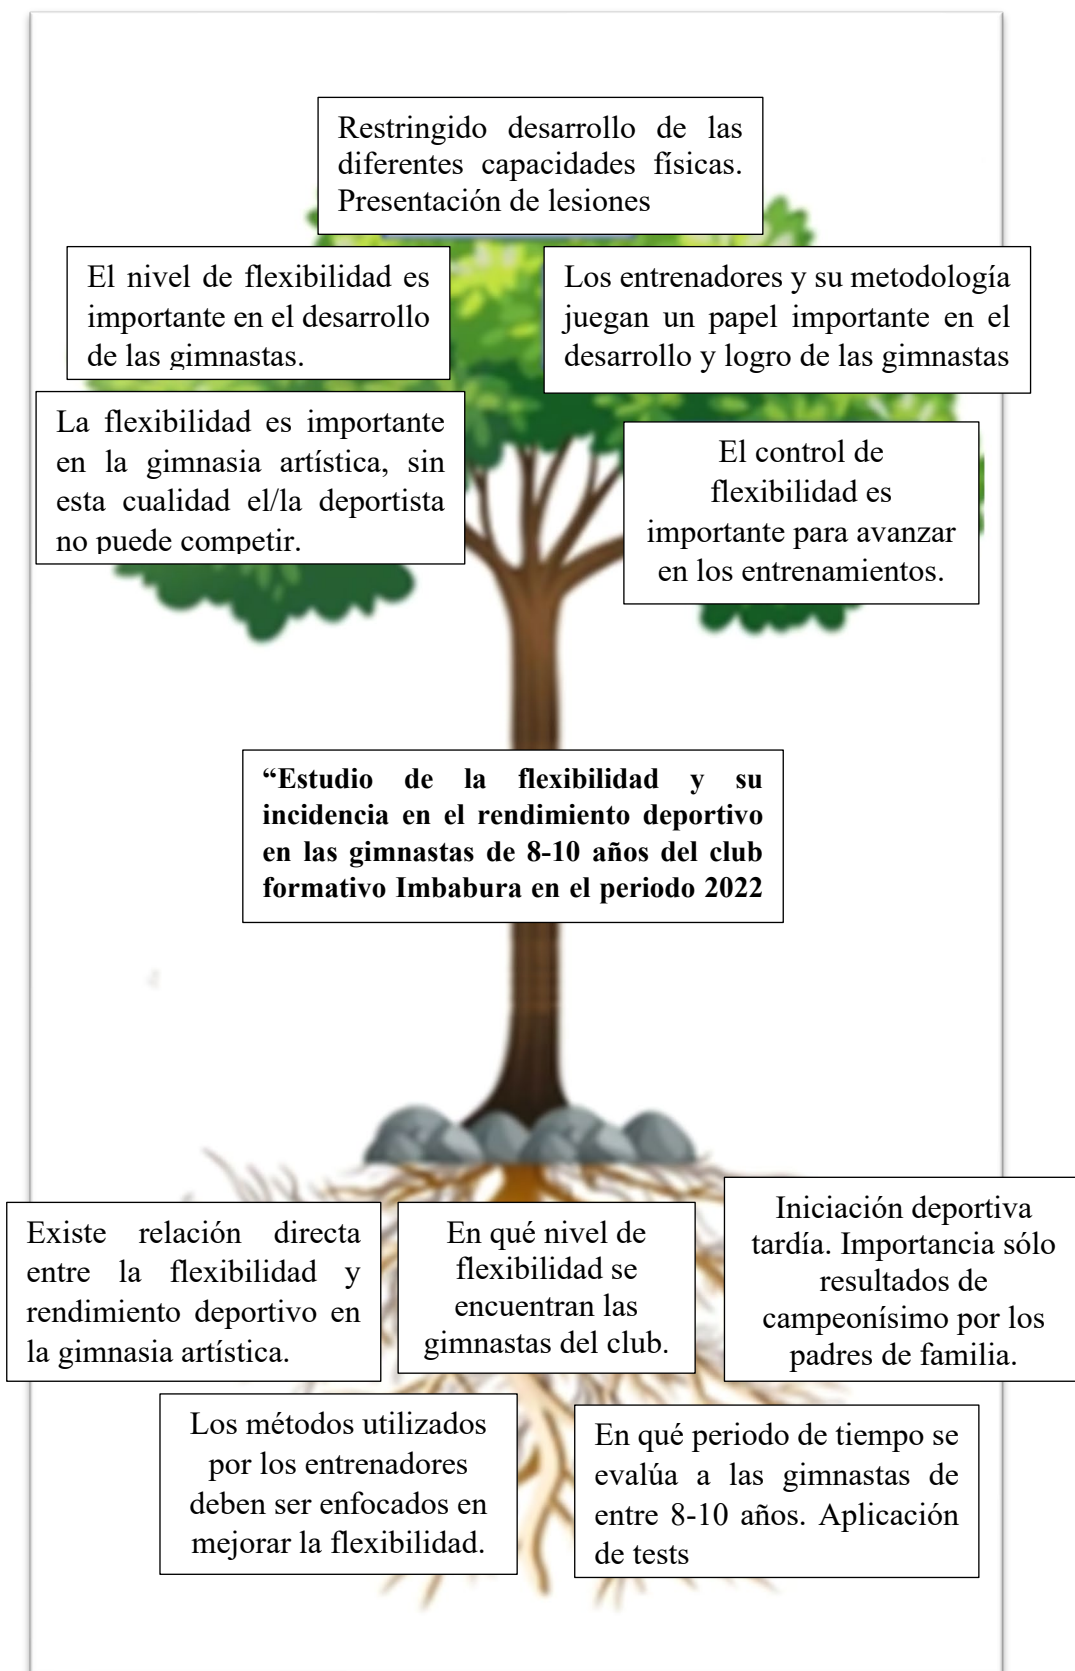 Restringido desarrollo de las
diferentes capacidades físicas.
Presentación de lesiones
El nivel de flexibilidad es
importante en el desarrollo
de las gimnastas.
Los entrenadores y su metodología
juegan un papel importante en el
desarrollo y logro de las gimnastas
La flexibilidad es importante
en la gimnasia artística, sin
esta cualidad el/la deportista
no puede competir.
El control de
flexibilidad es
importante para avanzar
en los entrenamientos.
“Estudio de la flexibilidad y su
incidencia en el rendimiento deportivo
en las gimnastas de 8-10 años del club
formativo Imbabura en el periodo 2022
Existe relación directa
entre la flexibilidad y
rendimiento deportivo en
la gimnasia artística.
En qué nivel de
flexibilidad se
encuentran las
gimnastas del club.
Iniciación deportiva
tardía. Importancia sólo
resultados de
campeonísimo por los
padres de familia.
Los métodos utilizados
por los entrenadores
deben ser enfocados en
mejorar la flexibilidad.
En qué periodo de tiempo se
evalúa a las gimnastas de
entre 8-10 años. Aplicación
de tests